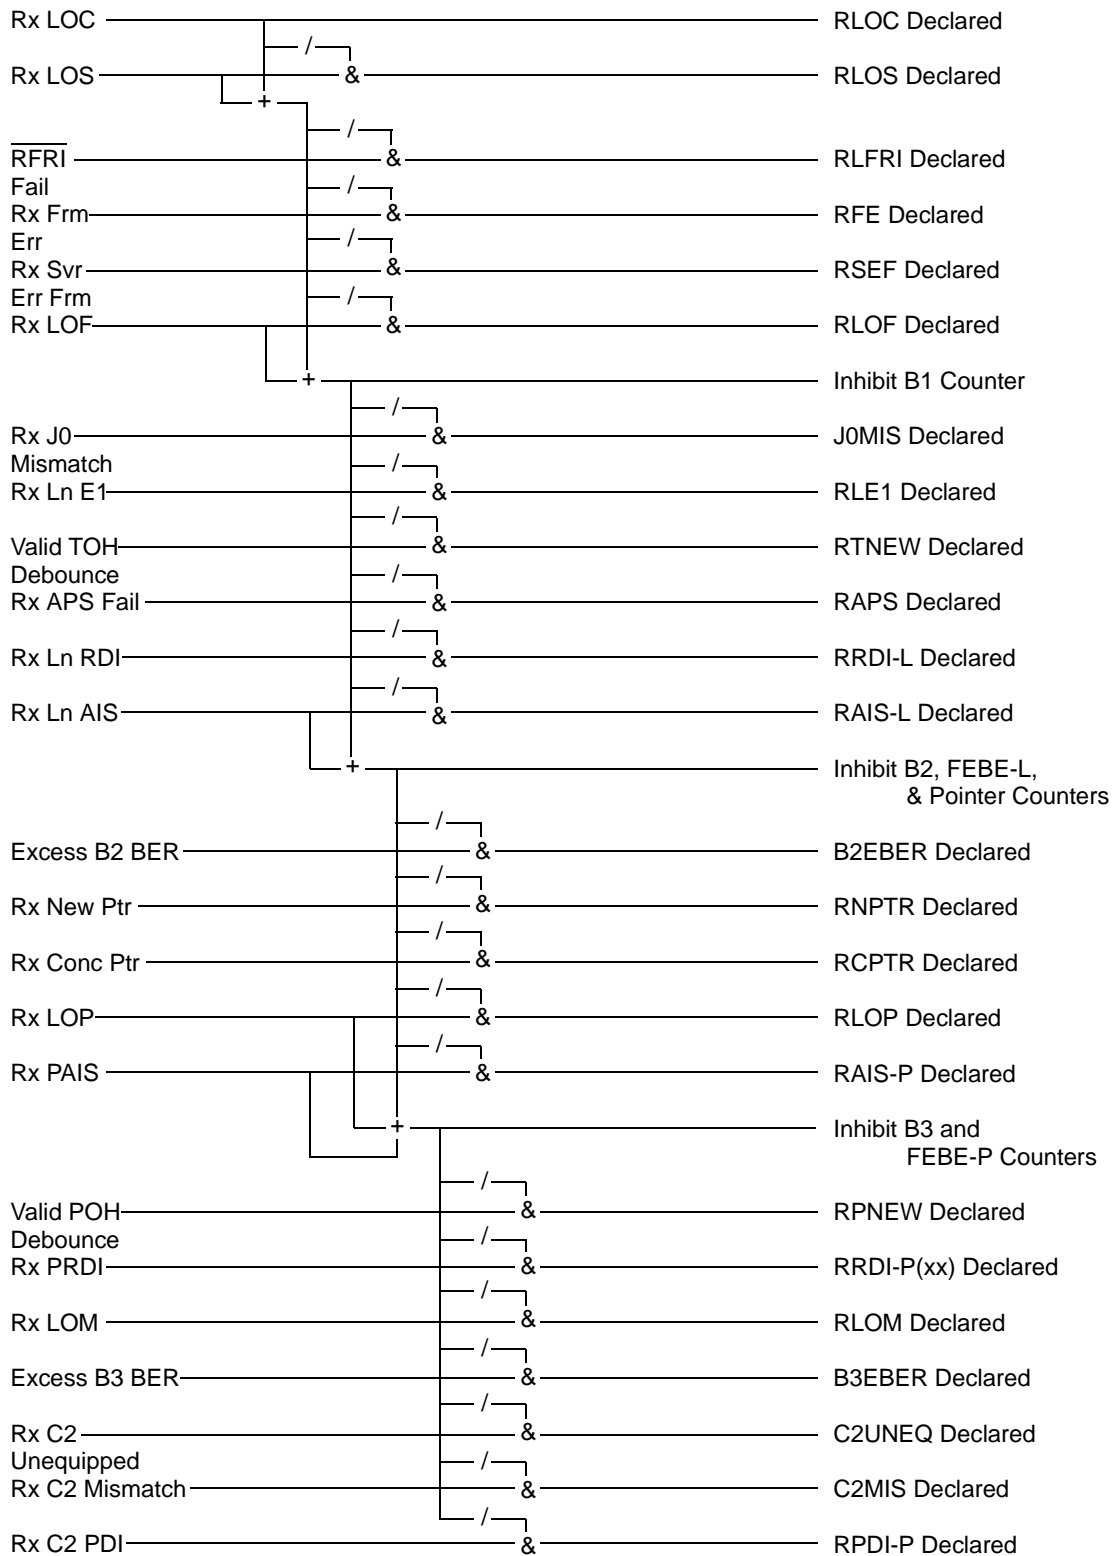 Rx LOC RLOC Declared
/
Rx LOS & RLOS Declared
+
/
RFRI & RLFRI Declared
Fail /
Rx Frm & RFE Declared
Err /
Rx Svr & RSEF Declared
Err Frm /
Rx LOF & RLOF Declared
+ Inhibit B1 Counter
/
Rx J0 & J0MIS Declared
Mismatch /
Rx Ln E1 & RLE1 Declared
/
Valid TOH & RTNEW Declared
Debounce /
Rx APS Fail & RAPS Declared
/
Rx Ln RDI & RRDI-L Declared
/
Rx Ln AIS & RAIS-L Declared
+ Inhibit B2, FEBE-L,
& Pointer Counters
/
Excess B2 BER & B2EBER Declared
/
Rx New Ptr & RNPTR Declared
/
Rx Conc Ptr & RCPTR Declared
/
Rx LOP & RLOP Declared
/
Rx PAIS & RAIS-P Declared
+ Inhibit B3 and
FEBE-P Counters
/
Valid POH & RPNEW Declared
Debounce /
Rx PRDI & RRDI-P(xx) Declared
/
Rx LOM & RLOM Declared
/
Excess B3 BER & B3EBER Declared
/
Rx C2 & C2UNEQ Declared
Unequipped /
Rx C2 Mismatch & C2MIS Declared
/
Rx C2 PDI & RPDI-P Declared